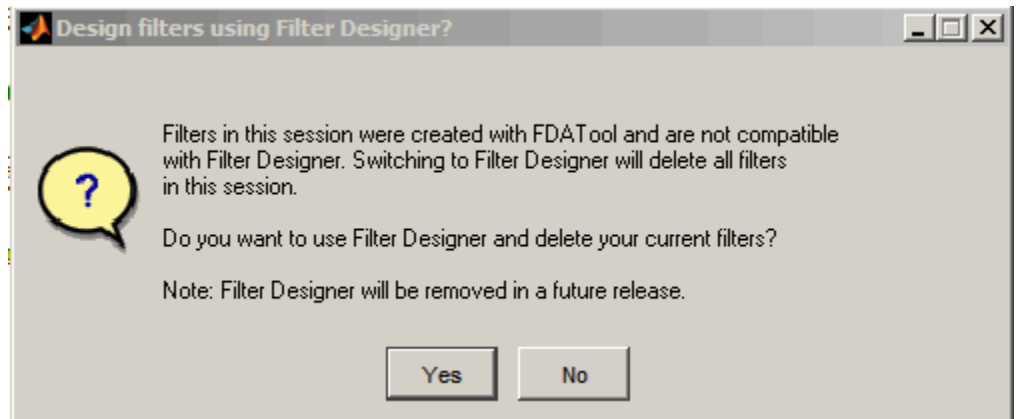 Design filters using Filter Designer?
Filters in this session were created with FDATool and are not compatible
with Filter Designer. Switching to Filter Designer will delete all filters
in this session.
Do you want to use Filter Designer and delete your current filters?
Note: Filter Designer will be removed in a future release.
Yes
No